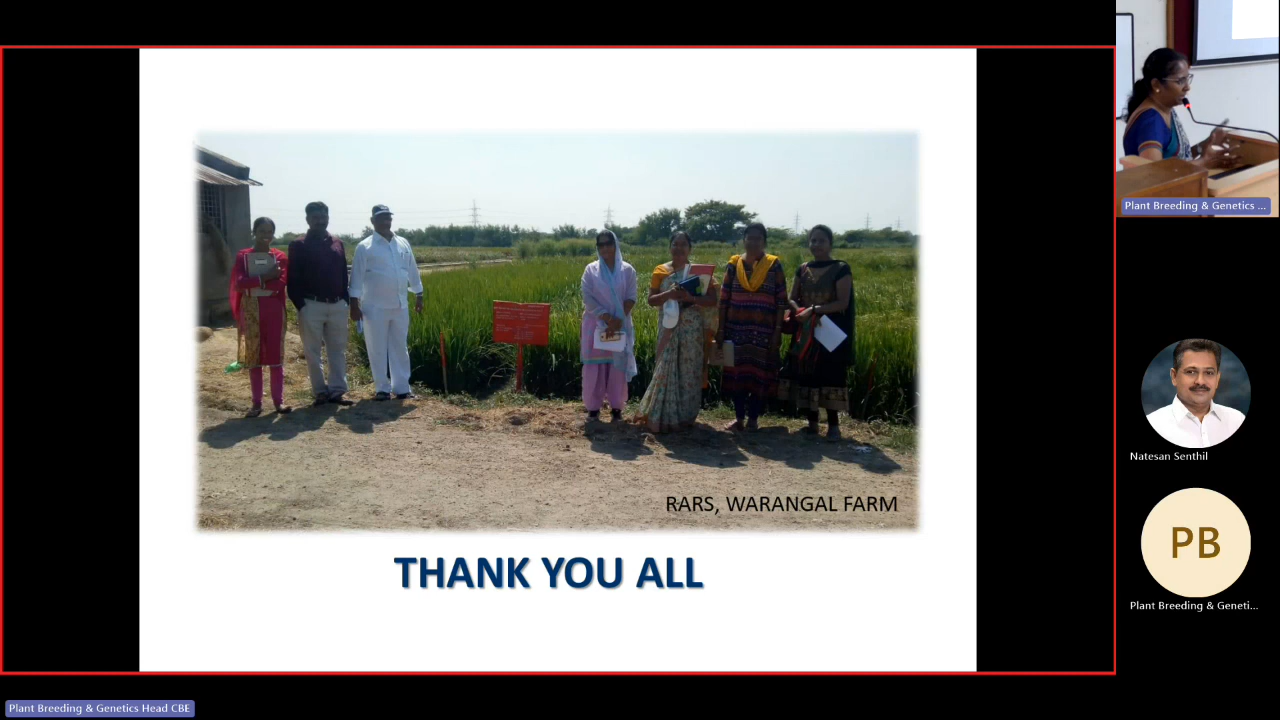 RARS, WARANGAL FARM
THANK YOU ALL
Plant Breeding & Genetics ...
Natesan Senthil
PB
Plant Breeding & Geneti...
Plant Breeding & Genetics Head CBE